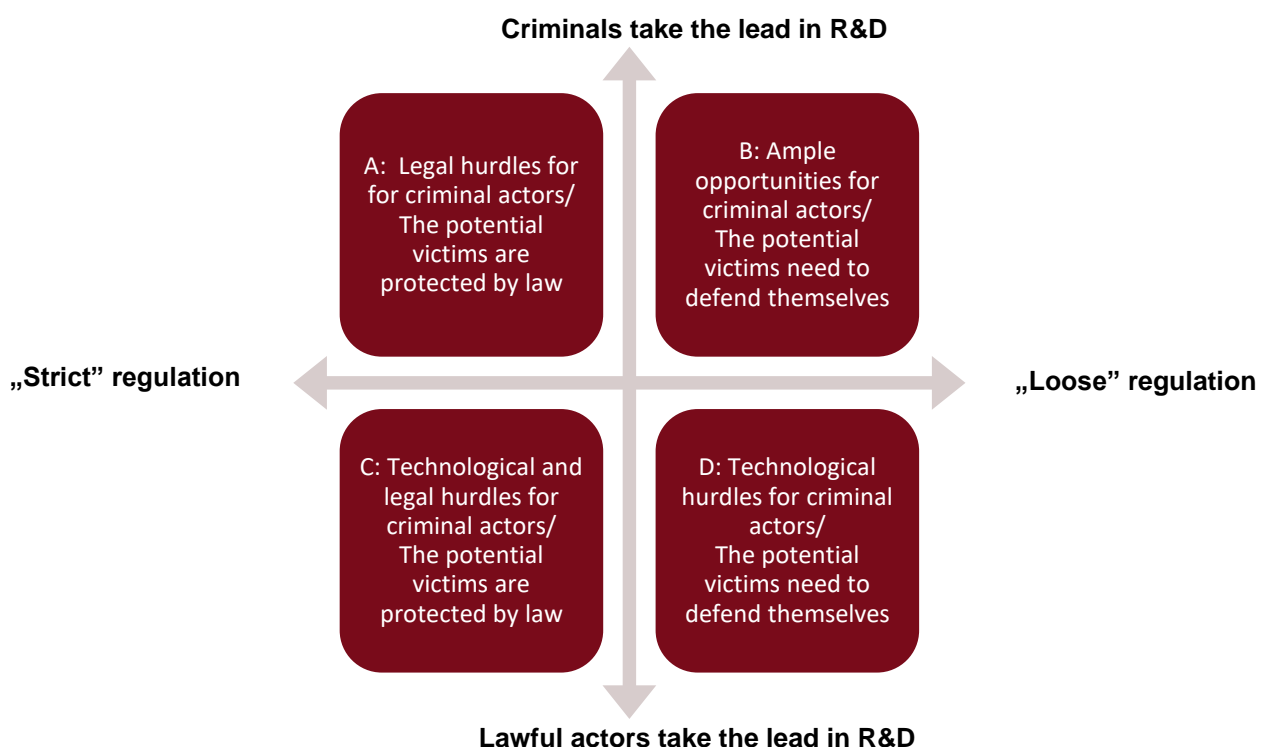 Criminals take the lead in R&D
A:  Legal hurdles for
for criminal actors/
The potential
victims are
protected by law
B: Ample
opportunities for
criminal actors/
The potential
victims need to
defend themselves
„Strict” regulation
„Loose” regulation
C: Technological and
legal hurdles for
criminal actors/
The potential
victims are
protected by law
D: Technological
hurdles for criminal
actors/
The potential
victims need to
defend themselves
Lawful actors take the lead in R&D